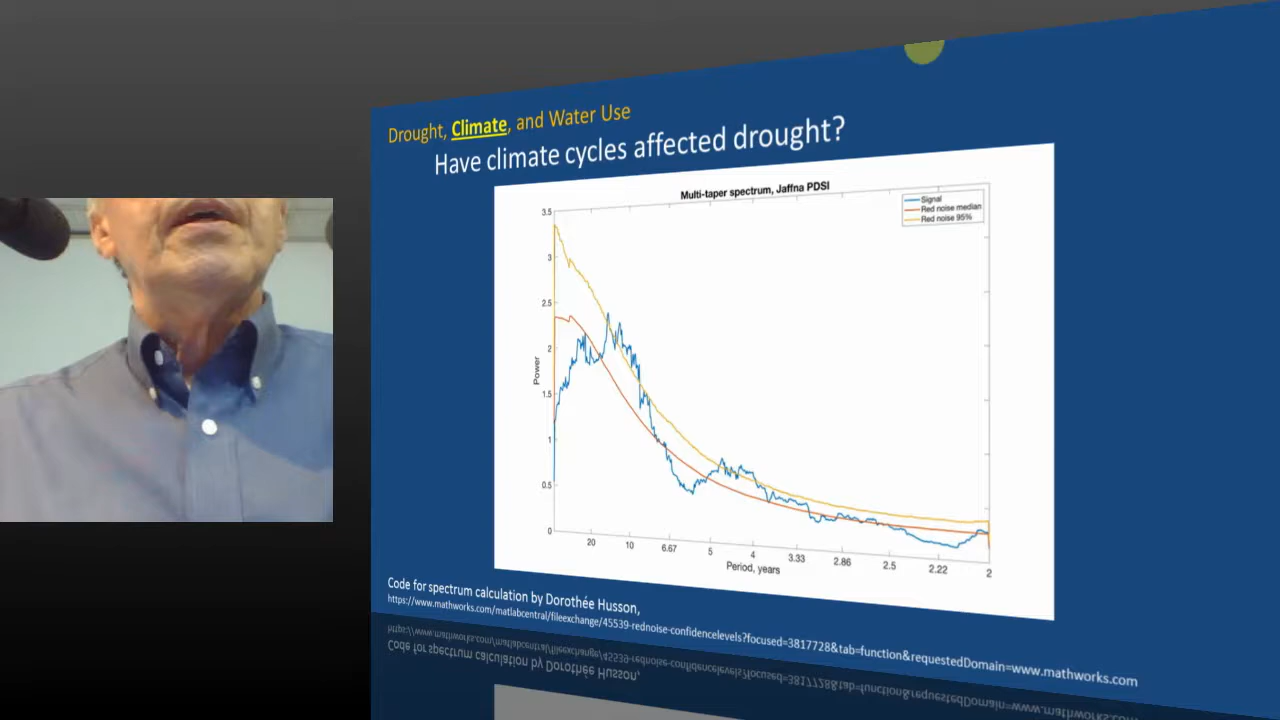 Drought, Climate, and Water Use
Have climate cycles affected drought?
Multi-taper spectrum, Jaffna PDSI
Signal
Red noise median
Red noise 95%
3.5
3
2.5
2
1.5
1
0.5
0
Power
20 10 6.67 5 4 3.33 2.86 2.5 2.22 2
Period, years
Code for spectrum calculation by Dorothée Husson,
https://www.mathworks.com/matlabcentral/fileexchange/45539-rednoise-confidencelevels?focused=3817728&tab=function&requestedDomain=www.mathworks.com